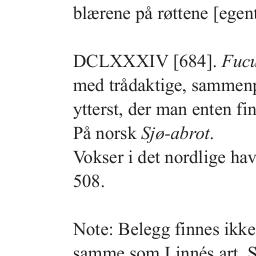 blærene på røttene [egent
DCLXXXIV [684]. Fucu
med trådaktige, sammenp
ytterst, der man enten fin
På norsk Sjø-abrot.
Vokser i det nordlige hav
508.
Note: Belegg finnes ikke
samme som Linnés art. S